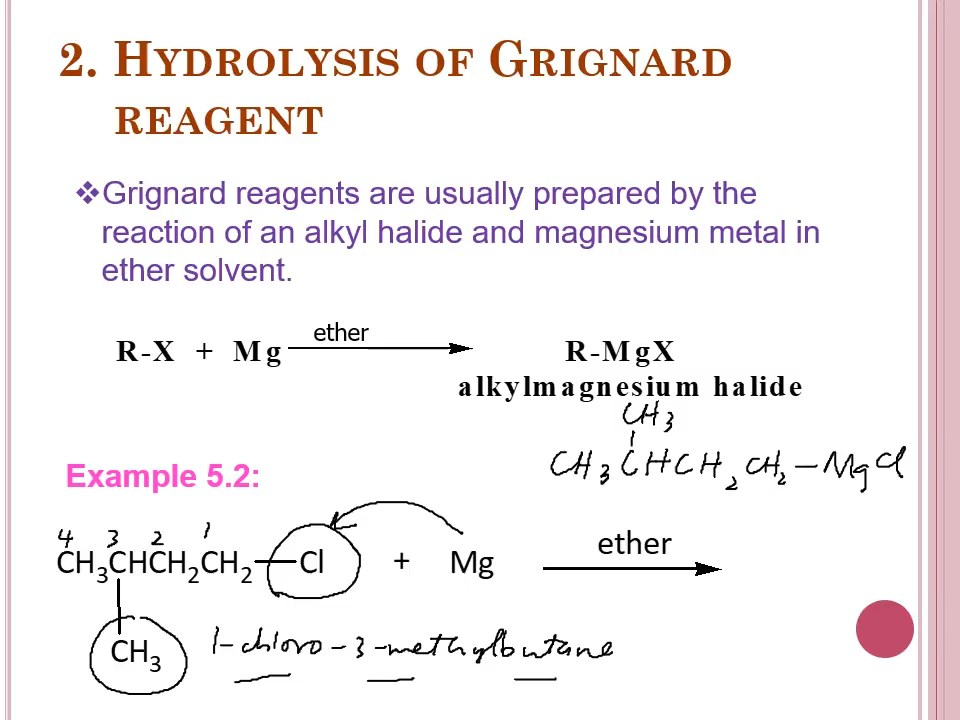 2. HYDROLYSIS OF GRIGNARD
REAGENT
❖Grignard reagents are usually prepared by the
reaction of an alkyl halide and magnesium metal in
ether solvent.
ether
R-X + Mg R-MgX
alkylmagnesium halide
CH3
CH3CHCH2CH2-MgCl
Example 5.2:
4 3 2 1
CH3CHCH2CH2 Cl + Mg ether
CH3 1-chloro-3-methylbutane